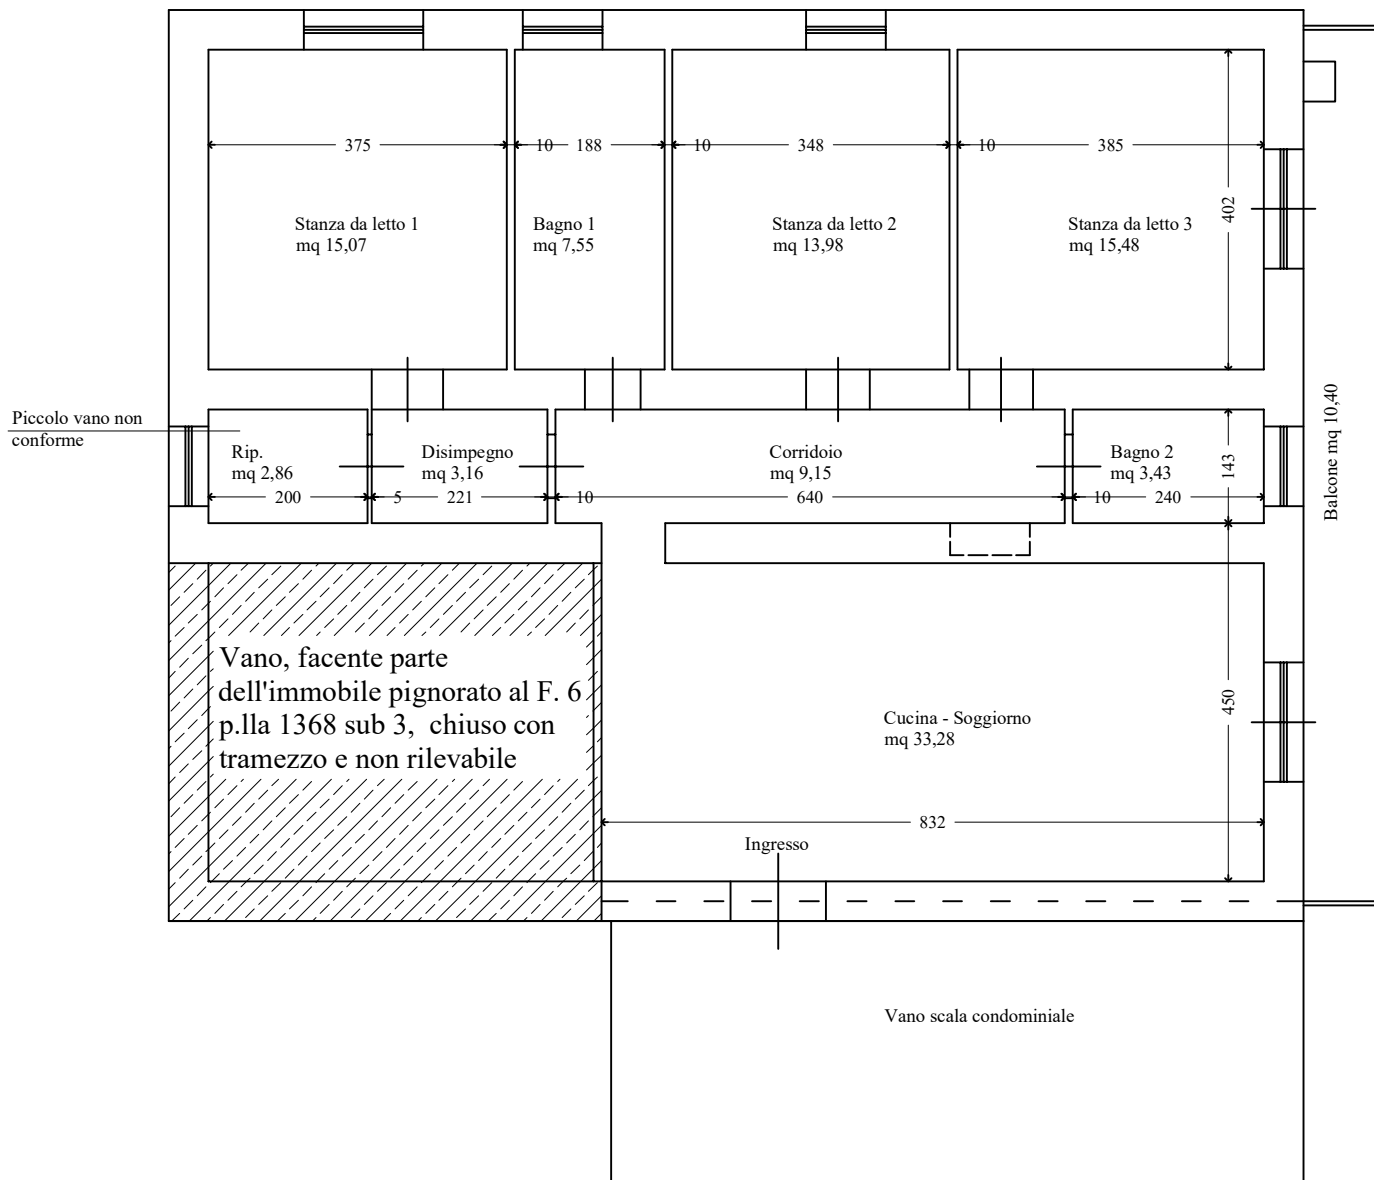 375
10
188
10
348
10
385
402
Stanza da letto 1
mq 15,07
Bagno 1
mq 7,55
Stanza da letto 2
mq 13,98
Stanza da letto 3
mq 15,48
Piccolo vano non
conforme
Rip.
mq 2,86
Disimpegno
mq 3,16
Corridoio
mq 9,15
Bagno 2
mq 3,43
143
Balcone mq 10,40
200
5
221
10
640
10
240
Vano, facente parte
dell'immobile pignorato al F. 6
p.lla 1368 sub 3, chiuso con
tramezzo e non rilevabile
Cucina - Soggiorno
mq 33,28
450
832
Ingresso
Vano scala condominiale